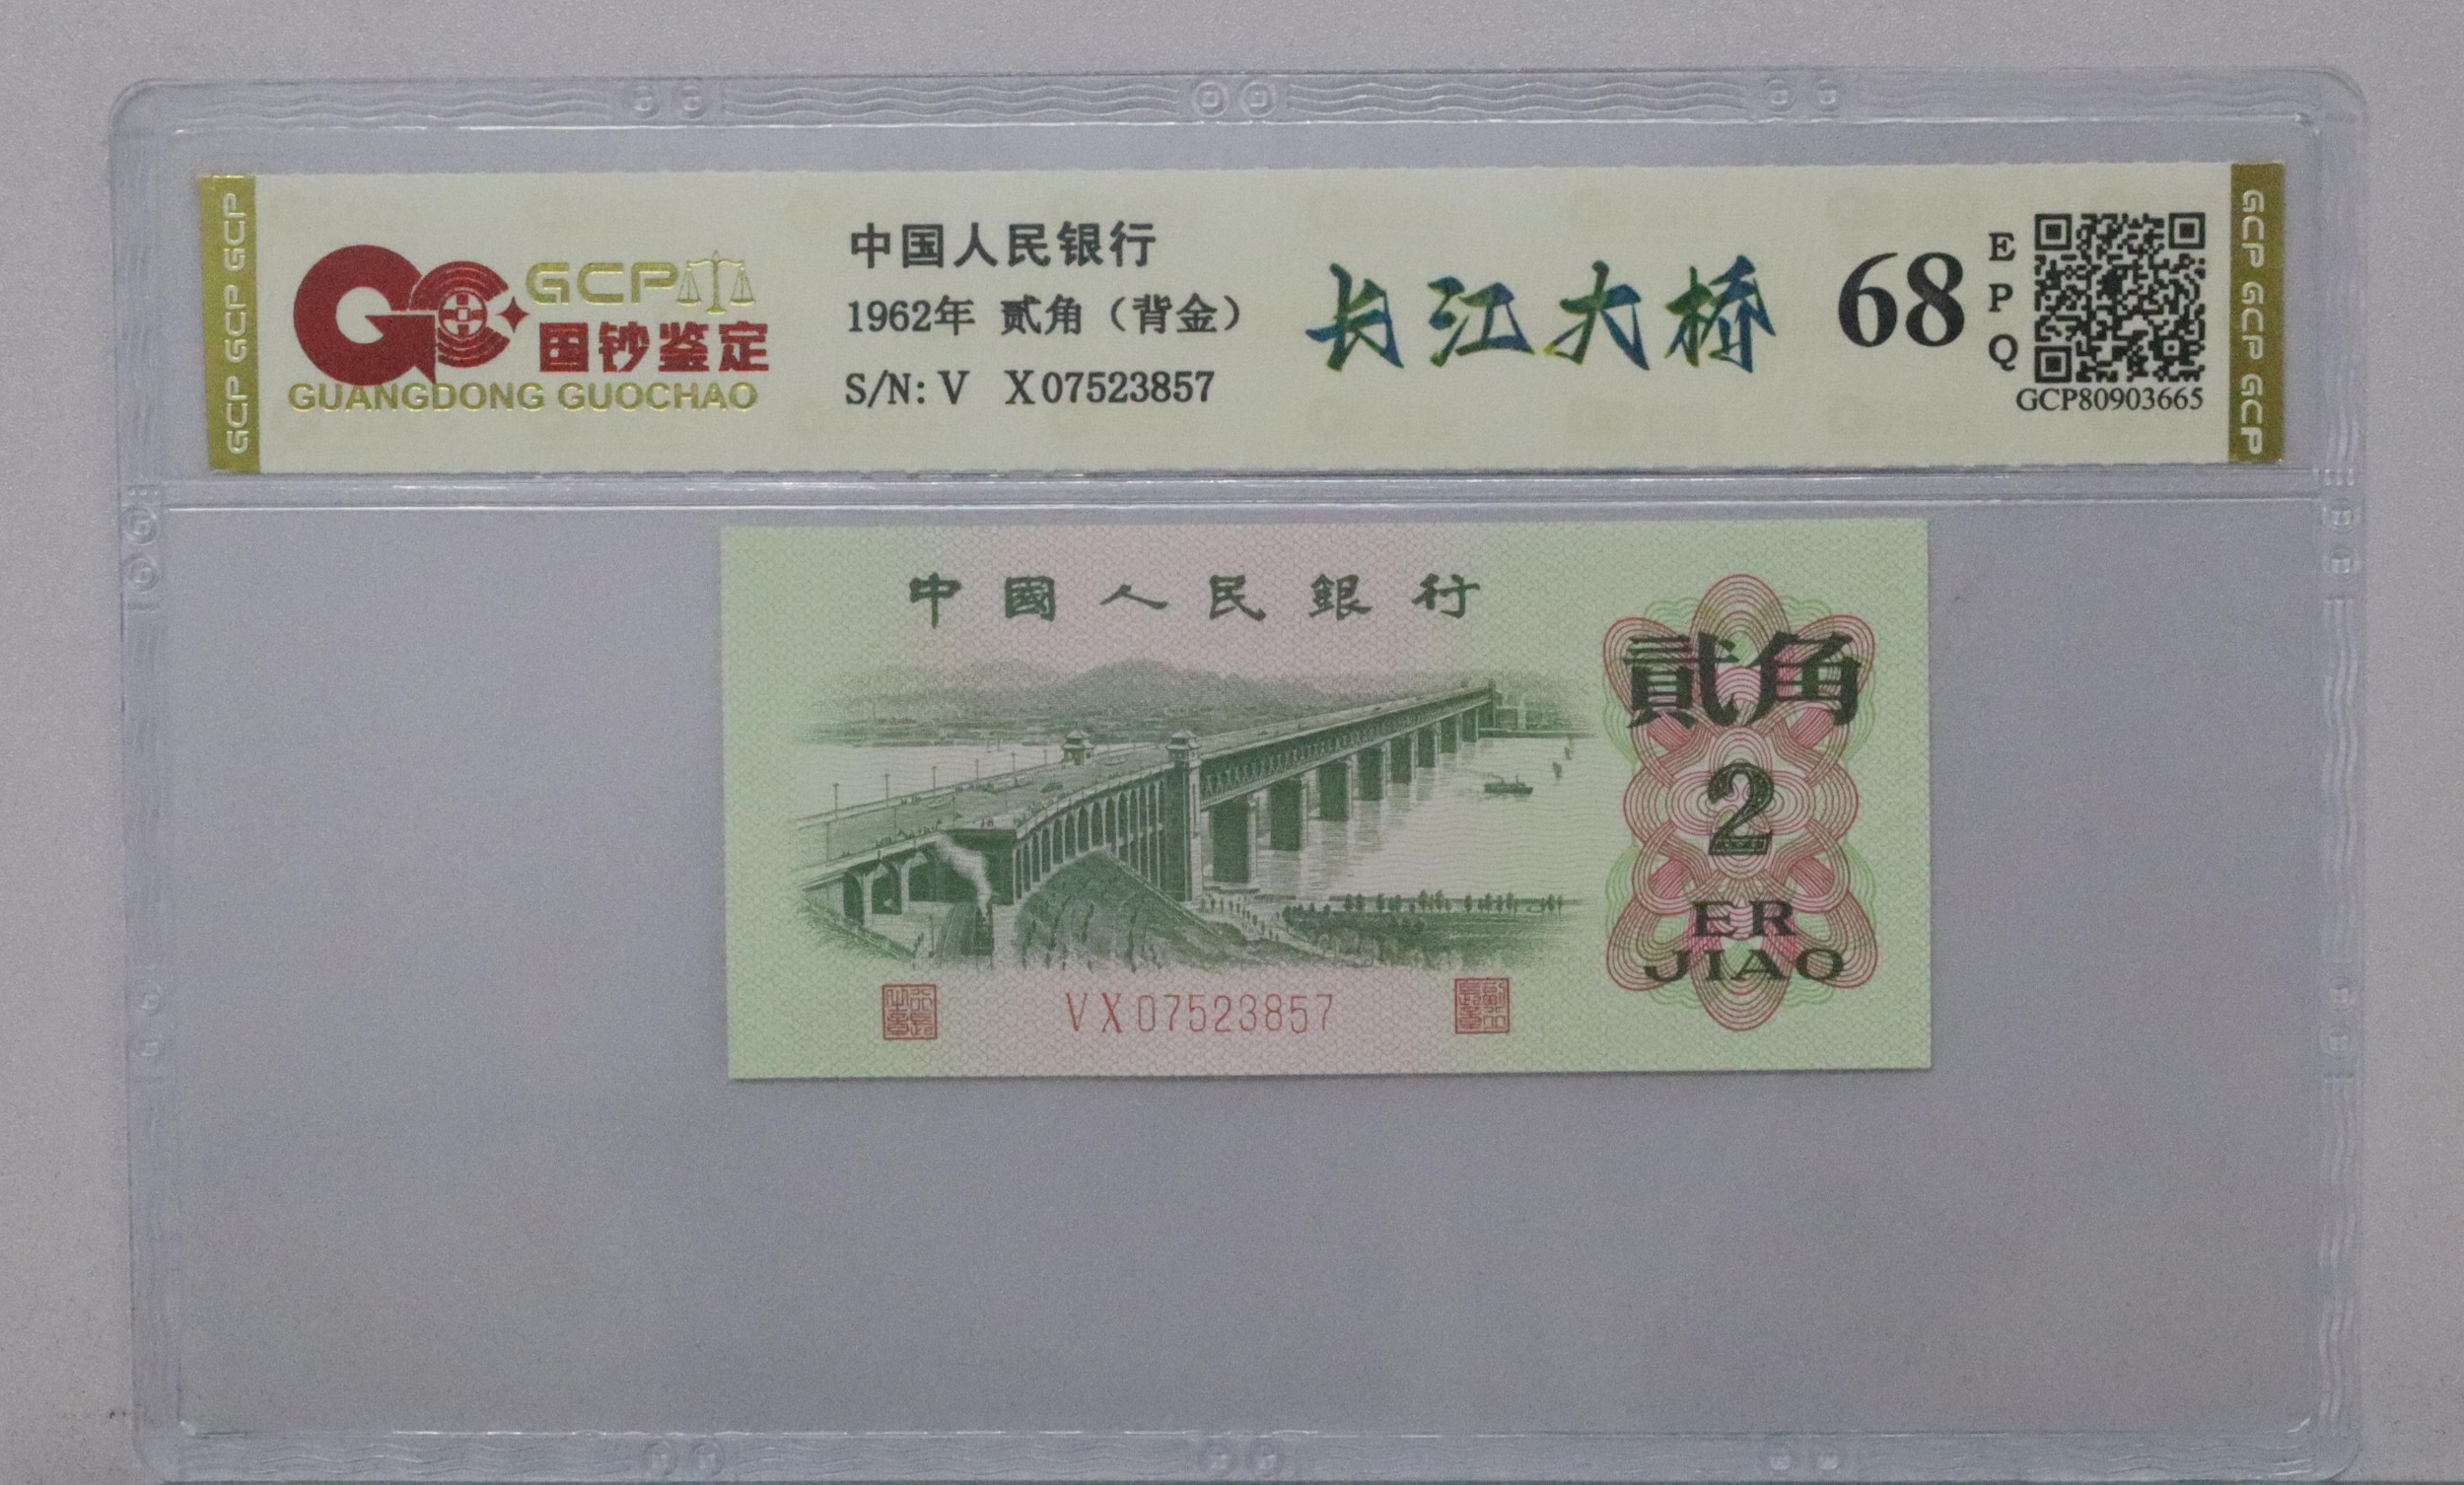 GCP GCP GCP
GCP
国钞鉴定
GUANGDONG GUOCHAO
中国人民银行
1962年 贰角（背金）
S/N: V X07523857
长江大桥
68
EPQ
GCP80903665
GCP GCP GCP
中國人民銀行
貳角
2
ER
JIAO
VX07523857